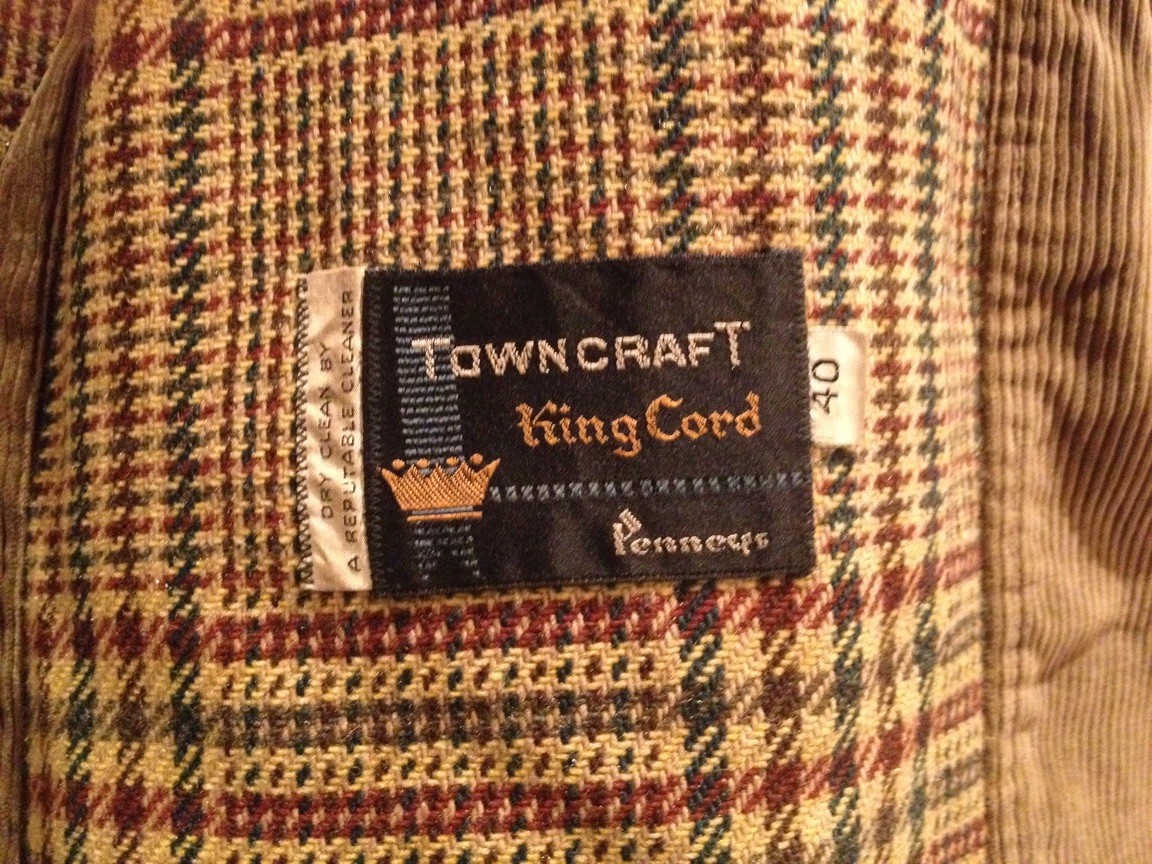 DRY CLEAN BY
A REPUTABLE CLEANER
TOWNCRAFT
King Cord
Penneys
40